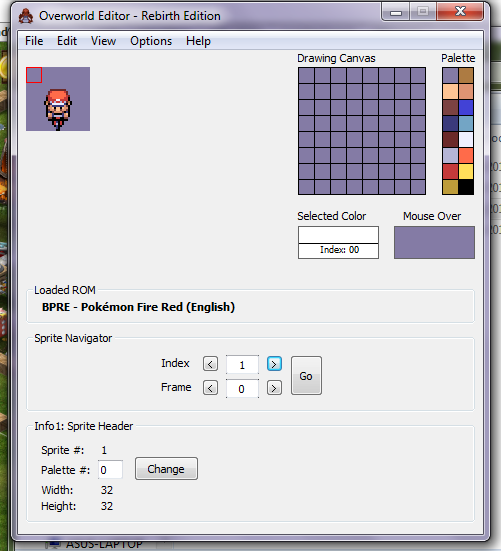 Overworld Editor - Rebirth Edition
File Edit View Options Help
Drawing Canvas Palette
Selected Color Mouse Over
Index: 00
Loaded ROM
BPRE - Pokémon Fire Red (English)
Sprite Navigator
Index < 1 > Go
Frame < 0 >
Info1: Sprite Header
Sprite #: 1
Palette #: 0 Change
Width: 32
Height: 32
ASUS-LAPTOP